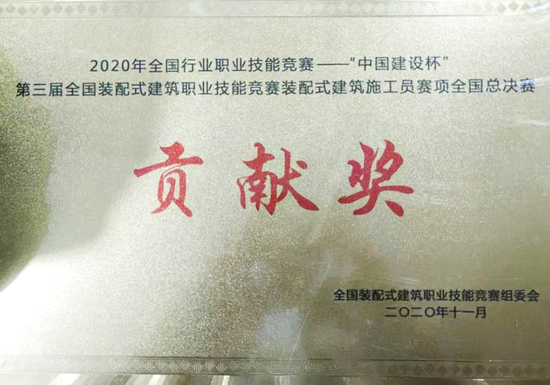 2020年全国行业职业技能竞赛——“中国建设杯”
第三届全国装配式建筑职业技能竞赛装配式建筑施工员赛项全国总决赛
贡献奖
全国装配式建筑职业技能竞赛组委会
二〇二〇年十一月